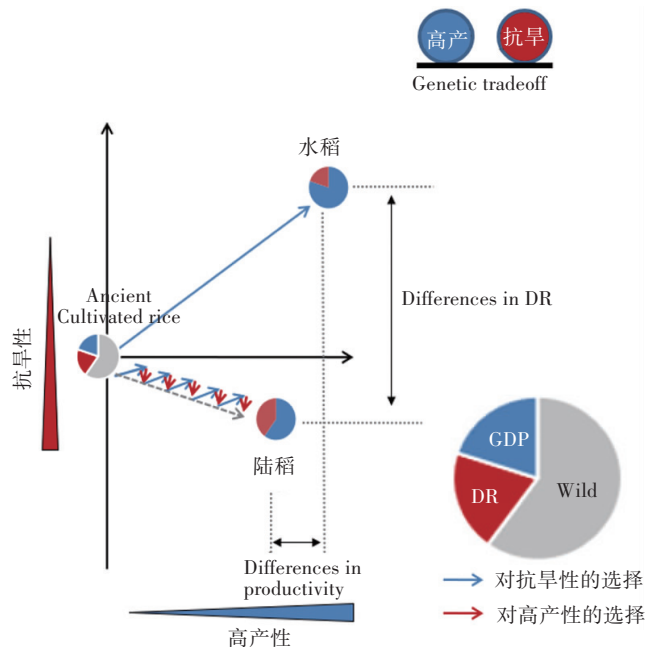 高产
抗旱
Genetic tradeoff
水稻
Differences in DR
Ancient
Cultivated rice
抗旱性
陆稻
GDP
DR
Wild
Differences in
productivity
高产性
对抗旱性的选择
对高产性的选择